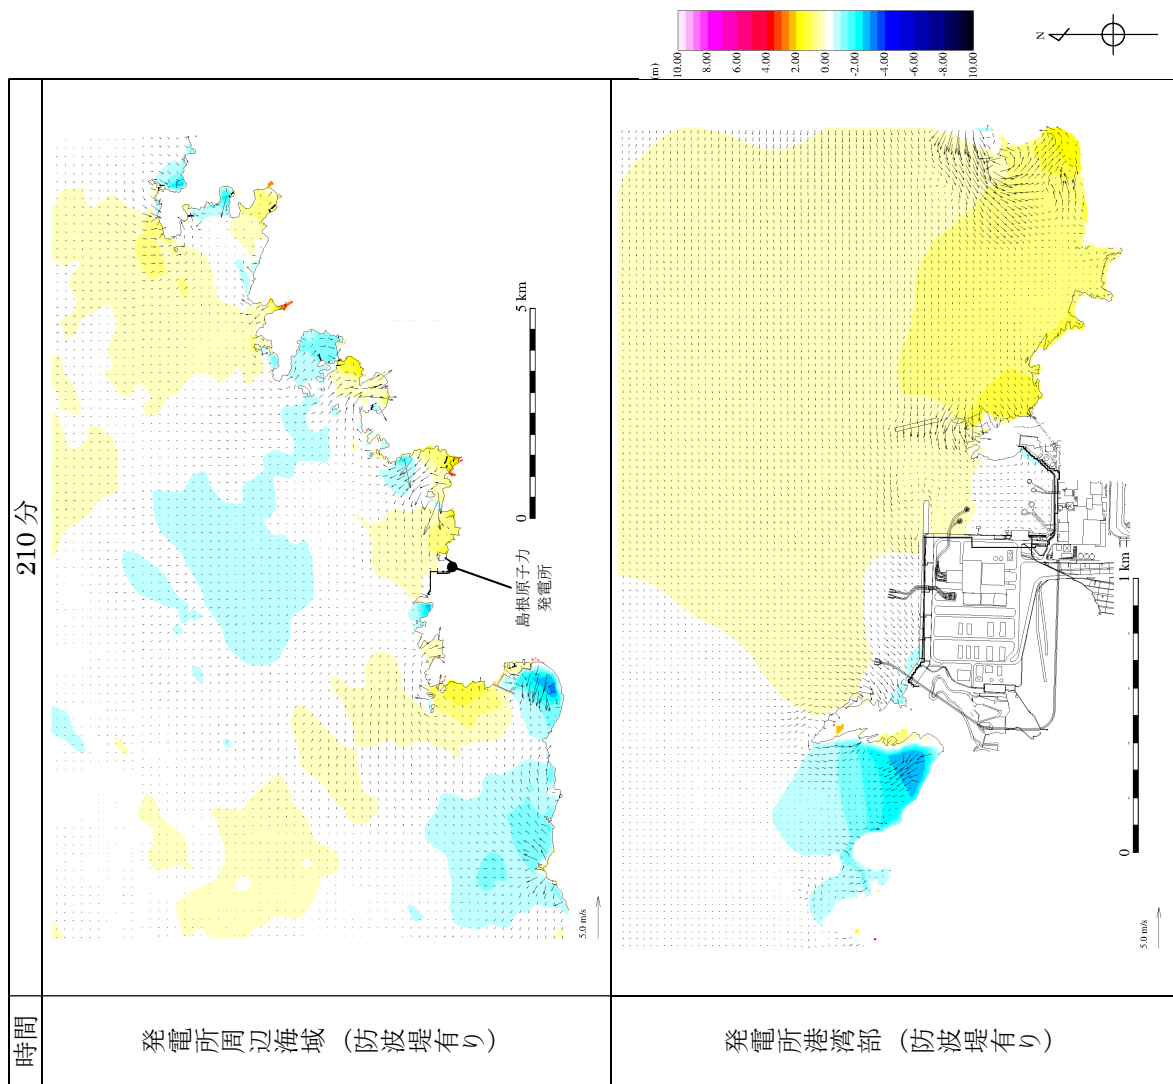 時間
210 分
発電所周辺海域（防波堤有り）
島根原子力
発電所
0
5 km
5.0 m/s
発電所港湾部（防波堤有り）
0
1 km
5.0 m/s
(m)
10.00
8.00
6.00
4.00
2.00
0.00
-2.00
-4.00
-6.00
-8.00
10.00
N